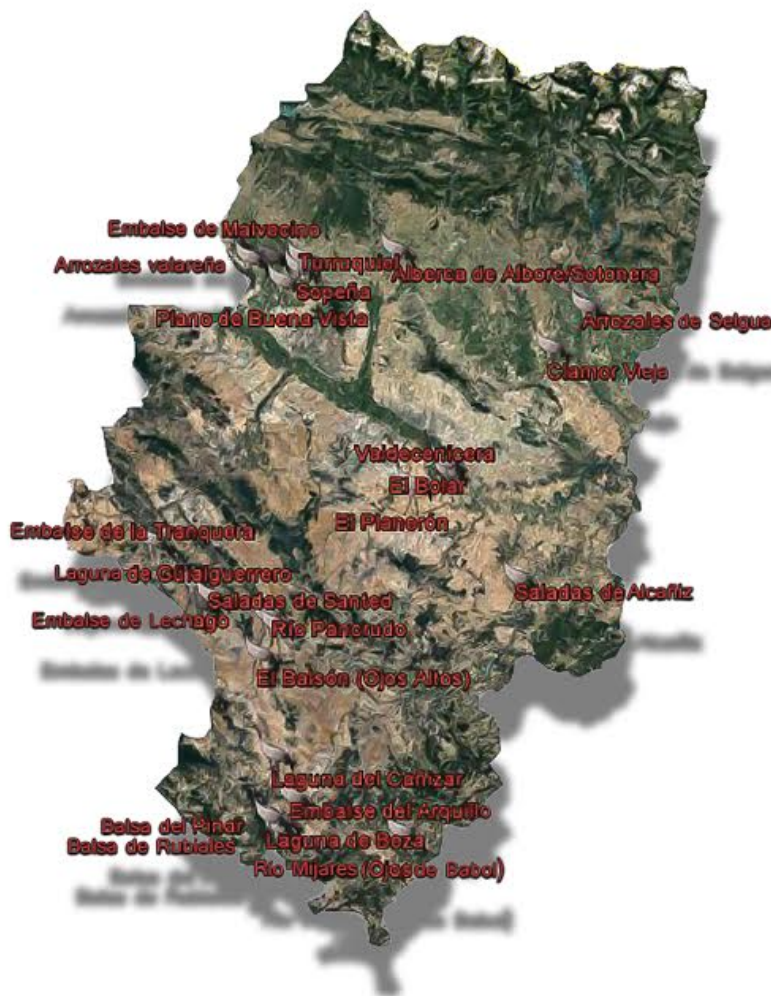 Embalse de Malvecino
Arrozales valareña
Turruquiel
Alberca de Alboré/Sotonera
Sopeña
Plano de Buena Vista
Arrozales de Selgua
Clamor Vieja
Valdecenicera
El Bolar
El Planerón
Embalse de la Tranquera
Laguna de Guialguerrero
Saladas de Santed
Saladas de Alcañiz
Embalse de Lechago
Río Pancrudo
El Balsón (Ojos Altos)
Laguna del Cañizar
Embalse del Arquillo
Balsa del Pinar
Balsa de Rubiales
Laguna de Boza
Río Mijares (Ojos de Babol)